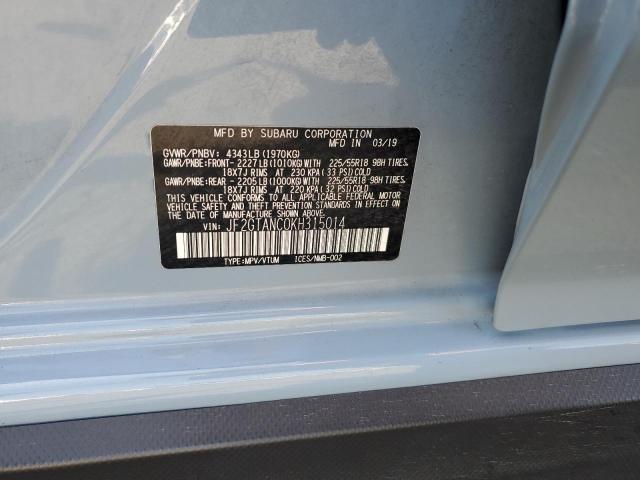 MFD BY SUBARU CORPORATION
MFD IN 03/19
GVWR/PNBV: 4343LB (1970KG)
GAWR/PNBE:FRONT- 2227LB (1010KG)WITH 225/55R18 98H TIRES,
18X7J RIMS AT 230 KPA (33 PSI)COLD
GAWR/PNBE:REAR - 2205LB (1000KG)WITH 225/55R18 98H TIRES,
18X7J RIMS AT 220 KPA (32 PSI)COLD
THIS VEHICLE CONFORMS TO ALL APPLICABLE U.S. FEDERAL MOTOR
VEHICLE SAFETY AND BUMPER STANDARDS IN EFFECT ON THE DATE OF
MANUFACTURE SHOWN ABOVE.
VIN: JF2GTANC0KH315014
TYPE:MPV/VTUM ICES/NMB-002